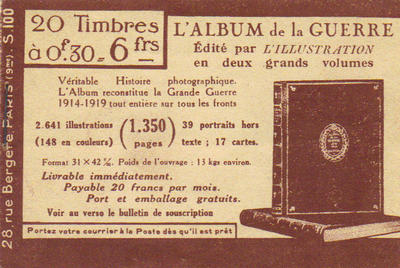 28 rue Bergère PARIS (9me). S. 100
20 Timbres
à 0f.30 = 6 frs
L'ALBUM de la GUERRE
Édité par L'ILLUSTRATION
en deux grands volumes
Véritable Histoire photographique.
L'Album reconstitue la Grande Guerre
1914-1919 tout entière sur tous les fronts
2.641 illustrations (1.350) 39 portraits hors
(148 en couleurs) pages texte ; 17 cartes.
Format 31 × 42 %. Poids de l'ouvrage : 13 kgs environ.
Livrable immédiatement.
Payable 20 francs par mois.
Port et emballage gratuits.
Voir au verso le bulletin de souscription
Portez votre courrier à la Poste dès qu'il est prêt